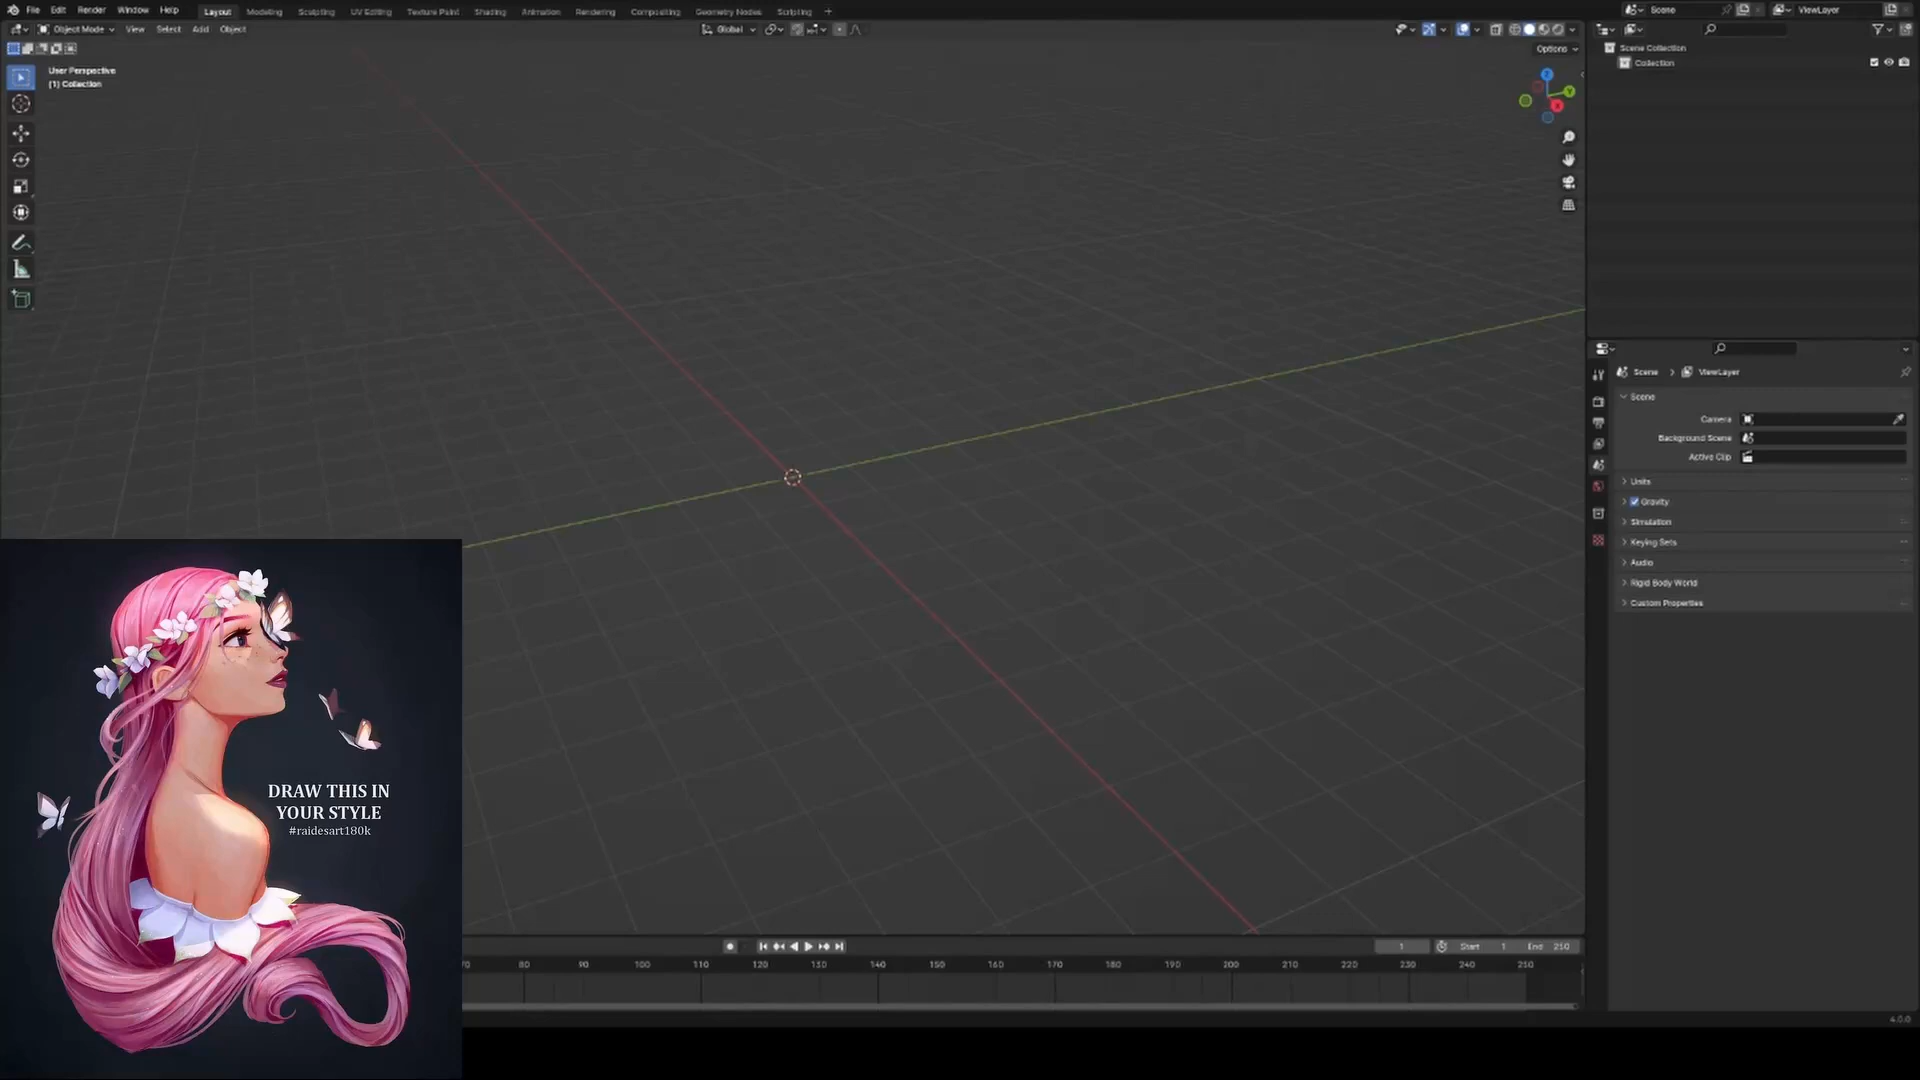 File Edit Render Window Help Layout Modeling Sculpting UV Editing Texture Paint Shading Animation Rendering Compositing Geometry Nodes Scripting + Scene ViewLayer
Object Mode View Select Add Object Global
Options
User Perspective
(1) Collection
Z
Y
X
Scene Collection
Collection
Scene > ViewLayer
Scene
Camera
Background Scene
Active Clip
Units
Gravity
Simulation
Keying Sets
Audio
Rigid Body World
Custom Properties
DRAW THIS IN
YOUR STYLE
#raidesart180k
1 Start 1 End 250
70 80 90 100 110 120 130 140 150 160 170 180 190 200 210 220 230 240 250
4.0.0